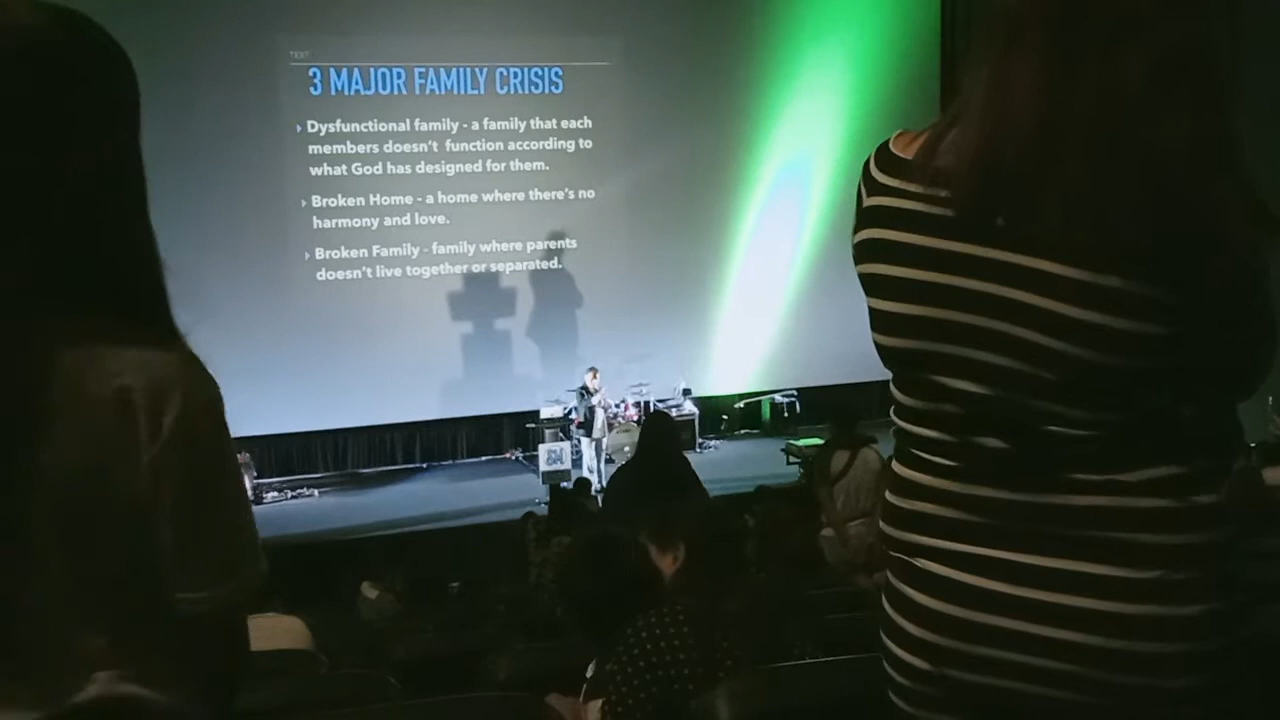 TEXT
3 MAJOR FAMILY CRISIS
Dysfunctional family - a family that each
members doesn't function according to
what God has designed for them.
Broken Home - a home where there's no
harmony and love.
Broken Family - family where parents
doesn't live together or separated.